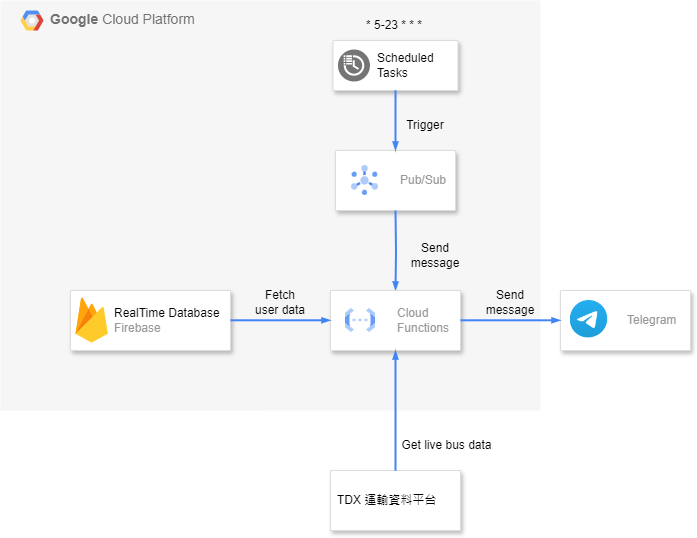 Google Cloud Platform
* 5-23 * * *
Scheduled
Tasks
Trigger
Pub/Sub
Send
message
RealTime Database
Firebase
Fetch
user data
Cloud
Functions
Send
message
Telegram
Get live bus data
TDX 運輸資料平台